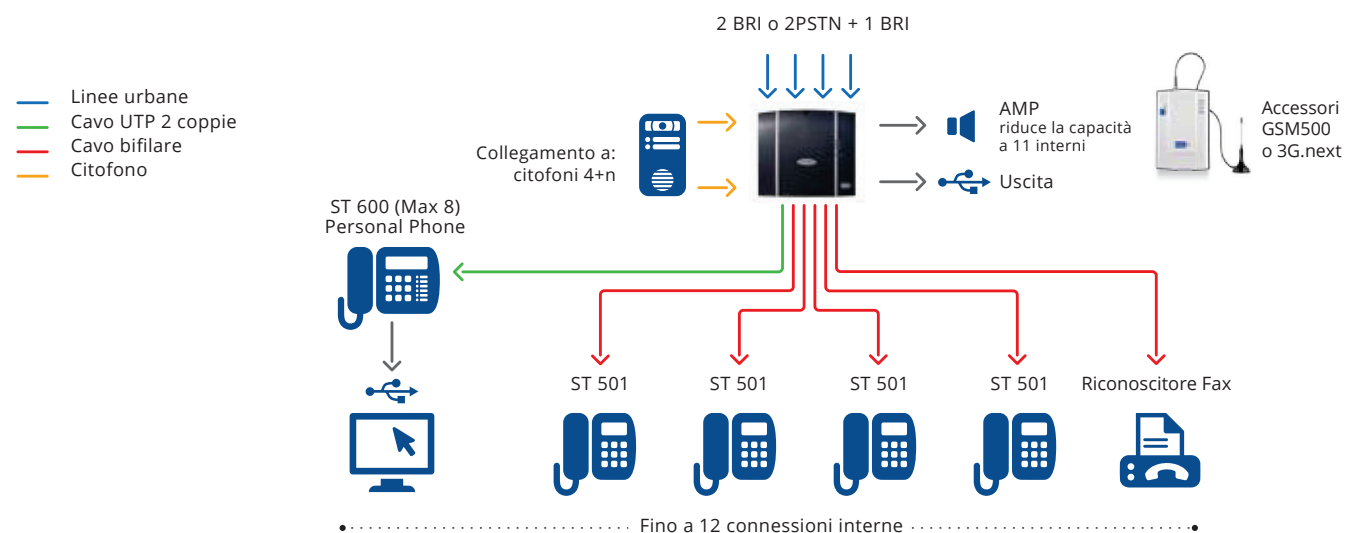 2 BRI o 2PSTN + 1 BRI
Linee urbane
Cavo UTP 2 coppie
Cavo bifilare
Citofono
Collegamento a:
citofoni 4+n
AMP
riduce la capacità
a 11 interni
Uscita
Accessori
GSM500
o 3G.next
ST 600 (Max 8)
Personal Phone
ST 501
ST 501
ST 501
ST 501
Riconoscitore Fax
Fino a 12 connessioni interne